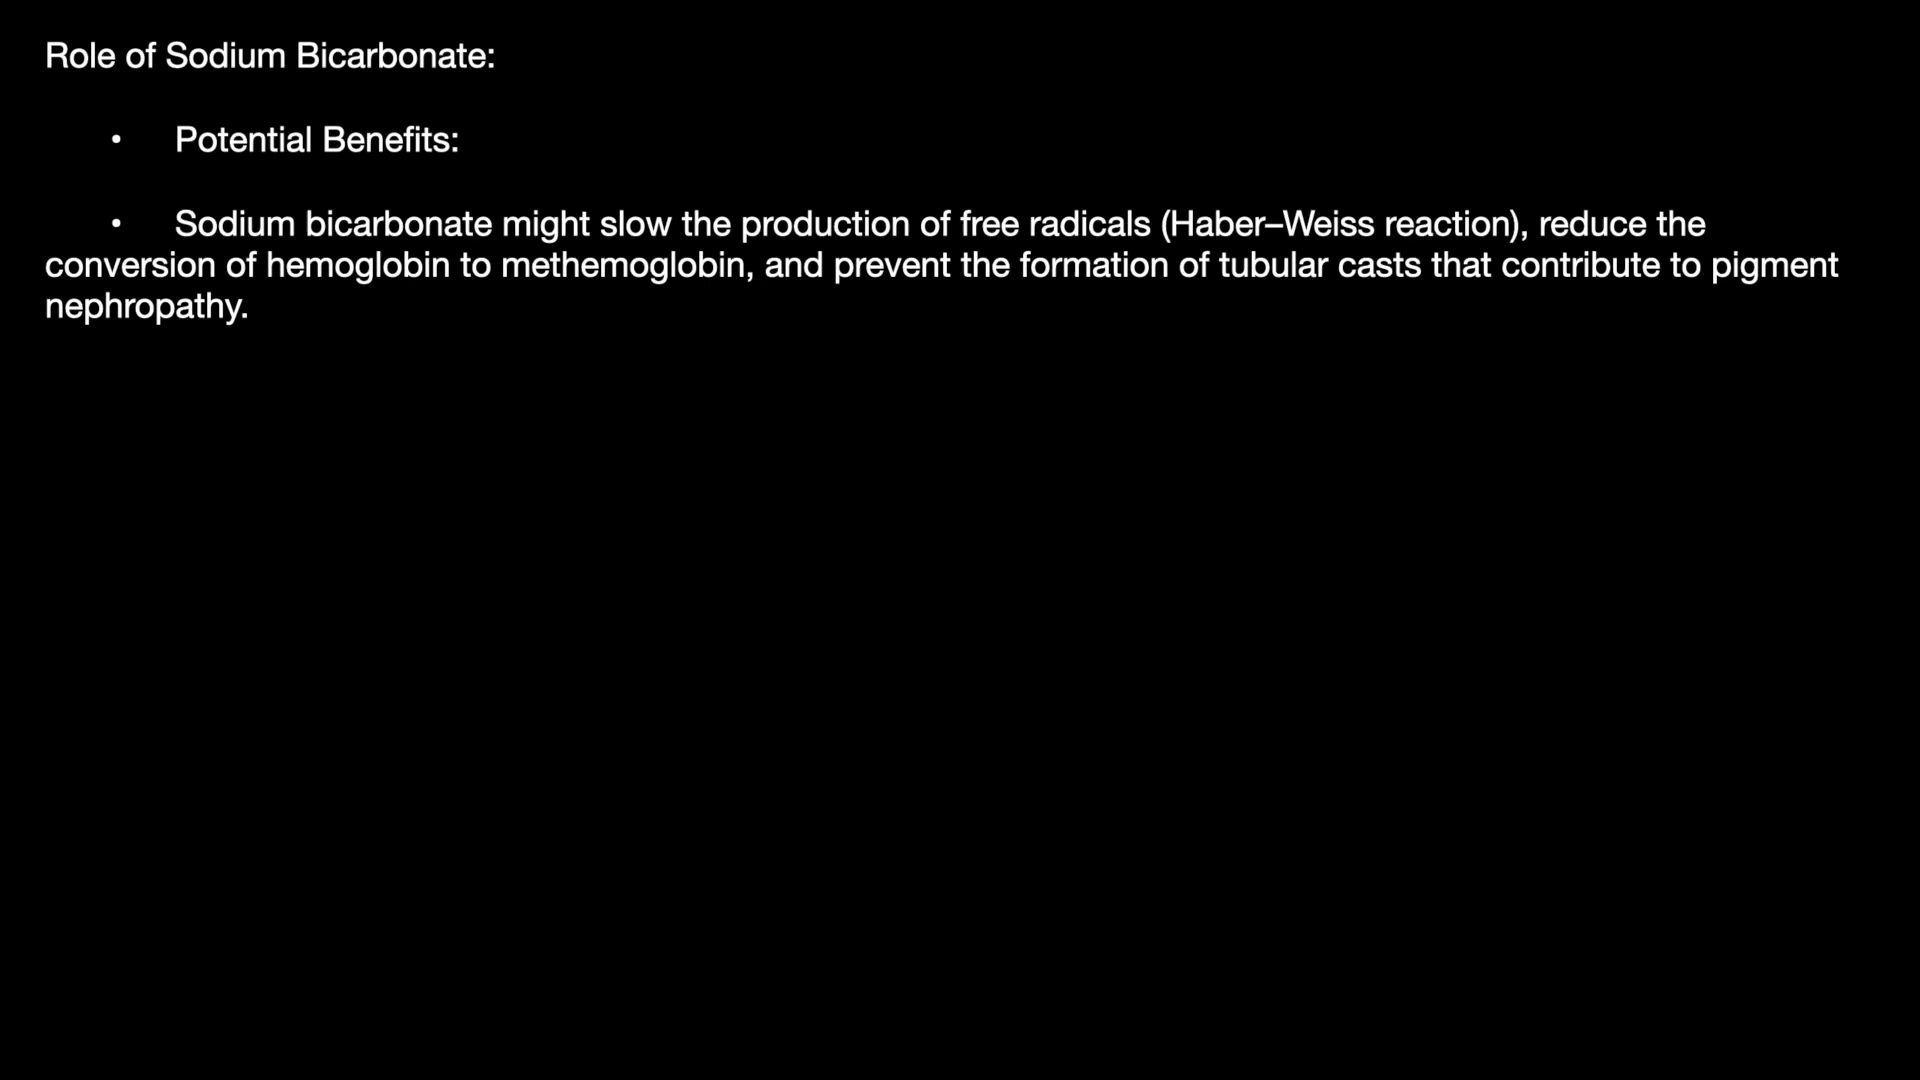 Role of Sodium Bicarbonate:
• Potential Benefits:
• Sodium bicarbonate might slow the production of free radicals (Haber–Weiss reaction), reduce the
conversion of hemoglobin to methemoglobin, and prevent the formation of tubular casts that contribute to pigment
nephropathy.